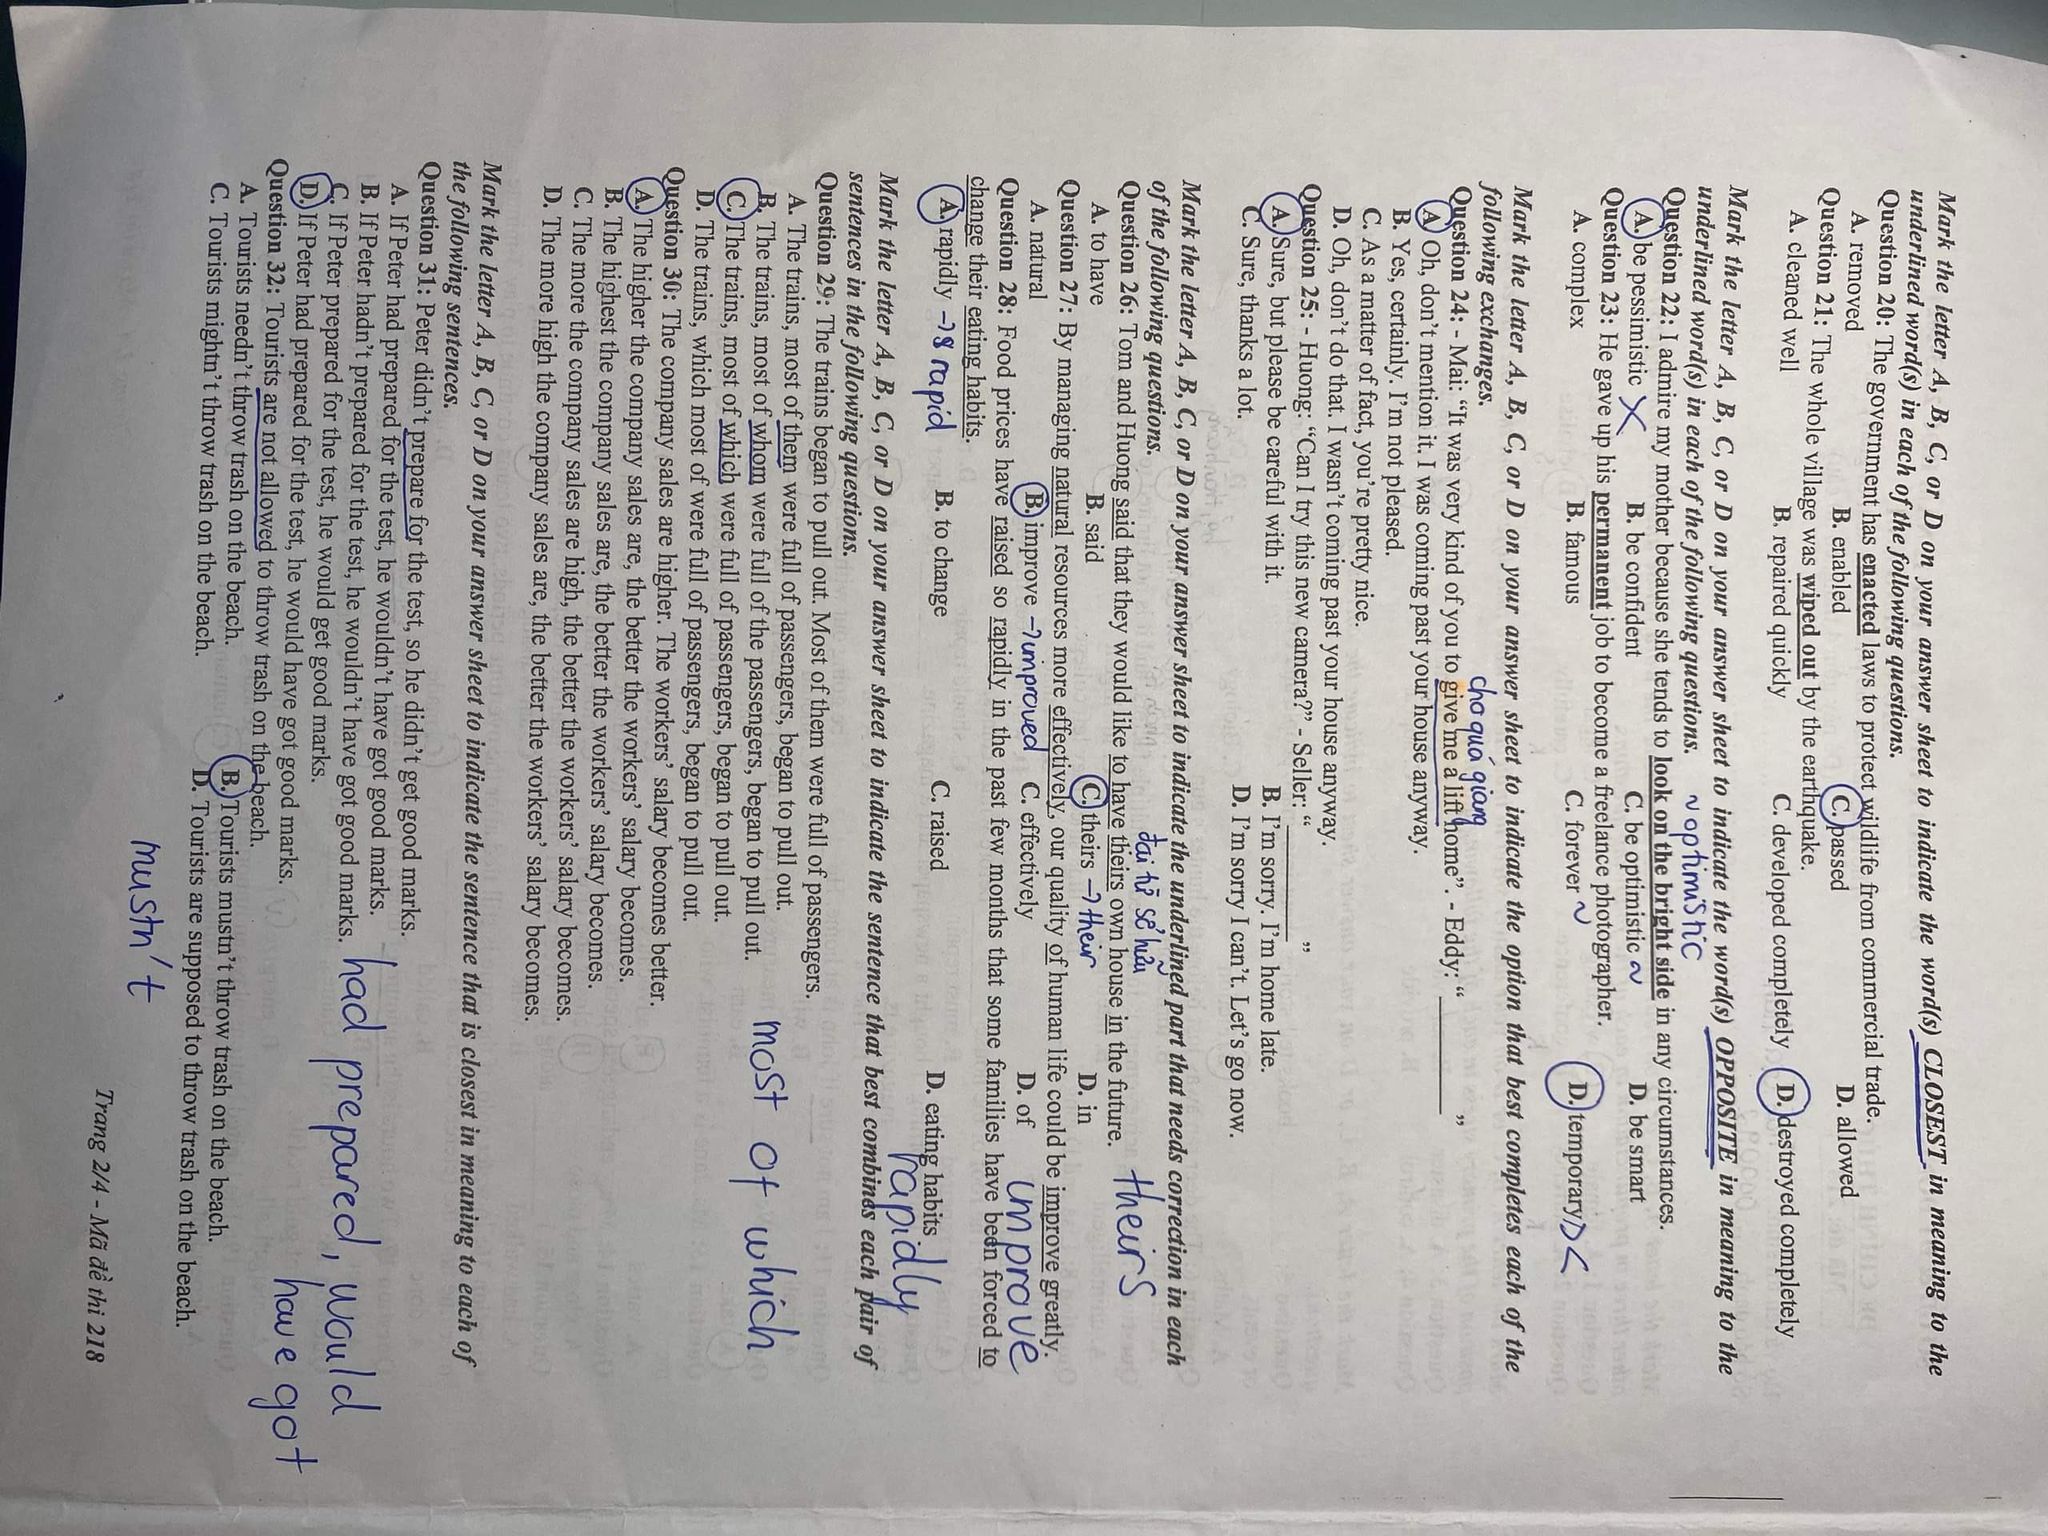 Mark the letter A, B, C, or D on your answer sheet to indicate the word(s) CLOSEST in meaning to the
underlined word(s) in each of the following questions.
Question 20: The government has enacted laws to protect wildlife from commercial trade.
A. removed B. enabled C. passed D. allowed
Question 21: The whole village was wiped out by the earthquake.
A. cleaned well B. repaired quickly C. developed completely D. destroyed completely
Mark the letter A, B, C, or D on your answer sheet to indicate the word(s) OPPOSITE in meaning to the
underlined word(s) in each of the following questions. ~ optimistic
Question 22: I admire my mother because she tends to look on the bright side in any circumstances.
A. be pessimistic X B. be confident C. be optimistic ~ D. be smart
Question 23: He gave up his permanent job to become a freelance photographer.
A. complex B. famous C. forever ~ D. temporary ><
Mark the letter A, B, C, or D on your answer sheet to indicate the option that best completes each of the
following exchanges.
cho quá giang
Question 24: - Mai: "It was very kind of you to give me a lift home". - Eddy:" ________ "
A. Oh, don't mention it. I was coming past your house anyway.
B. Yes, certainly. I'm not pleased.
C. As a matter of fact, you're pretty nice.
D. Oh, don't do that. I wasn't coming past your house anyway.
Question 25: - Huong: "Can I try this new camera?" - Seller: " ________ "
A. Sure, but please be careful with it. B. I'm sorry. I'm home late.
C. Sure, thanks a lot. D. I'm sorry I can't. Let's go now.
Mark the letter A, B, C, or D on your answer sheet to indicate the underlined part that needs correction in each
of the following questions.
đại từ sở hữu
Question 26: Tom and Huong said that they would like to have theirs own house in the future. theirs
A. to have B. said C. theirs → their D. in
Question 27: By managing natural resources more effectively, our quality of human life could be improve greatly.
A. natural B. improve → improved C. effectively D. of improve
Question 28: Food prices have raised so rapidly in the past few months that some families have been forced to
change their eating habits.
A. rapidly → rapid B. to change C. raised D. eating habits
rapidly
Mark the letter A, B, C, or D on your answer sheet to indicate the sentence that best combines each pair of
sentences in the following questions.
Question 29: The trains began to pull out. Most of them were full of passengers.
A. The trains, most of them were full of passengers, began to pull out.
B. The trains, most of whom were full of the passengers, began to pull out. most of which
C. The trains, most of which were full of passengers, began to pull out.
D. The trains, which most of were full of passengers, began to pull out.
Question 30: The company sales are higher. The workers' salary becomes better.
A. The higher the company sales are, the better the workers' salary becomes.
B. The highest the company sales are, the better the workers' salary becomes.
C. The more the company sales are high, the better the workers' salary becomes.
D. The more high the company sales are, the better the workers' salary becomes.
Mark the letter A, B, C, or D on your answer sheet to indicate the sentence that is closest in meaning to each of
the following sentences.
Question 31: Peter didn't prepare for the test, so he didn't get good marks.
A. If Peter had prepared for the test, he wouldn't have got good marks.
B. If Peter hadn't prepared for the test, he wouldn't have got good marks.
C. If Peter prepared for the test, he would get good marks. had prepared, would
D. If Peter had prepared for the test, he would have got good marks. have got
Question 32: Tourists are not allowed to throw trash on the beach.
A. Tourists needn't throw trash on the beach. B. Tourists mustn't throw trash on the beach.
C. Tourists mightn't throw trash on the beach. D. Tourists are supposed to throw trash on the beach.
mustn't
Trang 2/4 - Mã đề thi 218